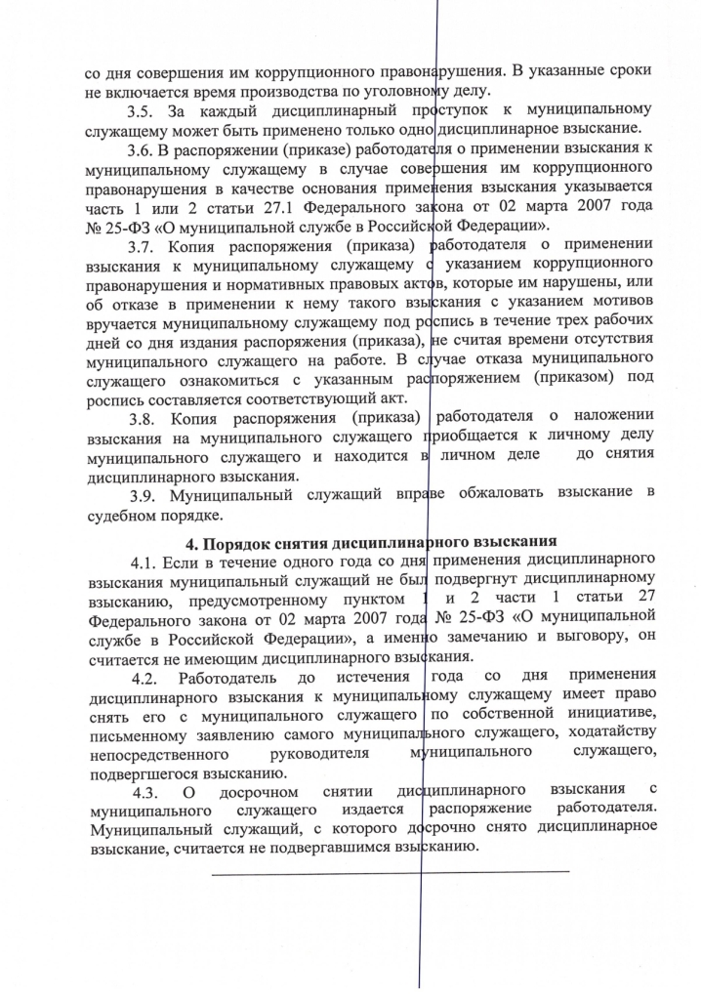 со дня совершения им коррупционного правонарушения. В указанные сроки
не включается время производства по уголовному делу.
3.5. За каждый дисциплинарный проступок к муниципальному
служащему может быть применено только одно дисциплинарное взыскание.
3.6. В распоряжении (приказе) работодателя о применении взыскания к
муниципальному служащему в случае совершения им коррупционного
правонарушения в качестве основания применения взыскания указывается
часть 1 или 2 статьи 27.1 Федерального закона от 02 марта 2007 года
№ 25-ФЗ «О муниципальной службе в Российской Федерации».
3.7. Копия распоряжения (приказа) работодателя о применении
взыскания к муниципальному служащему с указанием коррупционного
правонарушения и нормативных правовых актов, которые им нарушены, или
об отказе в применении к нему такого взыскания с указанием мотивов
вручается муниципальному служащему под роспись в течение трех рабочих
дней со дня издания распоряжения (приказа), не считая времени отсутствия
муниципального служащего на работе. В случае отказа муниципального
служащего ознакомиться с указанным распоряжением (приказом) под
роспись составляется соответствующий акт.
3.8. Копия распоряжения (приказа) работодателя о наложении
взыскания на муниципального служащего приобщается к личному делу
муниципального служащего и находится в личном деле до снятия
дисциплинарного взыскания.
3.9. Муниципальный служащий вправе обжаловать взыскание в
судебном порядке.
4. Порядок снятия дисциплинарного взыскания
4.1. Если в течение одного года со дня применения дисциплинарного
взыскания муниципальный служащий не был подвергнут дисциплинарному
взысканию, предусмотренному пунктом 1 и 2 части 1 статьи 27
Федерального закона от 02 марта 2007 года № 25-ФЗ «О муниципальной
службе в Российской Федерации», а именно замечанию и выговору, он
считается не имеющим дисциплинарного взыскания.
4.2. Работодатель до истечения года со дня применения
дисциплинарного взыскания к муниципальному служащему имеет право
снять его с муниципального служащего по собственной инициативе,
письменному заявлению самого муниципального служащего, ходатайству
непосредственного руководителя муниципального служащего,
подвергшегося взысканию.
4.3. О досрочном снятии дисциплинарного взыскания с
муниципального служащего издается распоряжение работодателя.
Муниципальный служащий, с которого досрочно снято дисциплинарное
взыскание, считается не подвергавшимся взысканию.